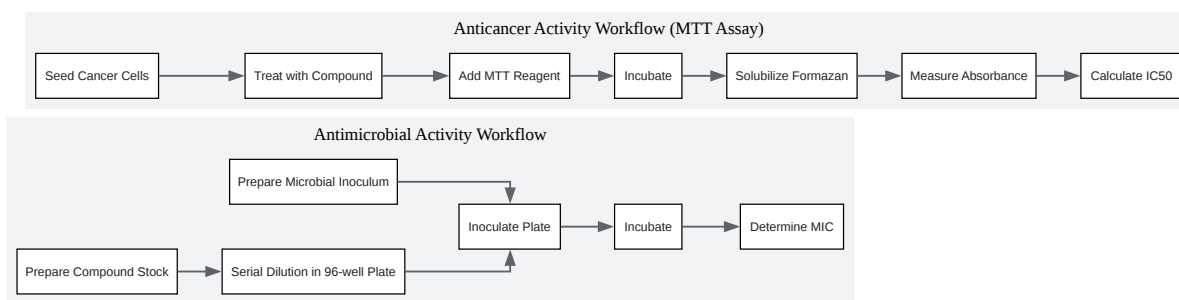 Anticancer Activity Workflow (MTT Assay)
Seed Cancer Cells
Treat with Compound
Add MTT Reagent
Incubate
Solubilize Formazan
Measure Absorbance
Calculate IC50
Antimicrobial Activity Workflow
Prepare Microbial Inoculum
Inoculate Plate
Incubate
Determine MIC
Prepare Compound Stock
Serial Dilution in 96-well Plate